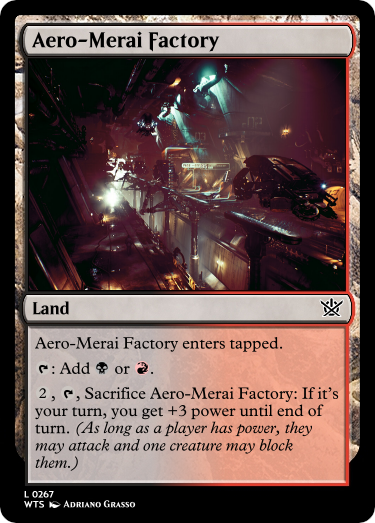 Aero-Merai Factory
Land
Aero-Merai Factory enters tapped.
: Add or .
2 , , Sacrifice Aero-Merai Factory: If it's
your turn, you get +3 power until end of
turn. (As long as a player has power, they
may attack and one creature may block
them.)
L 0267
WTS Adriano Grasso